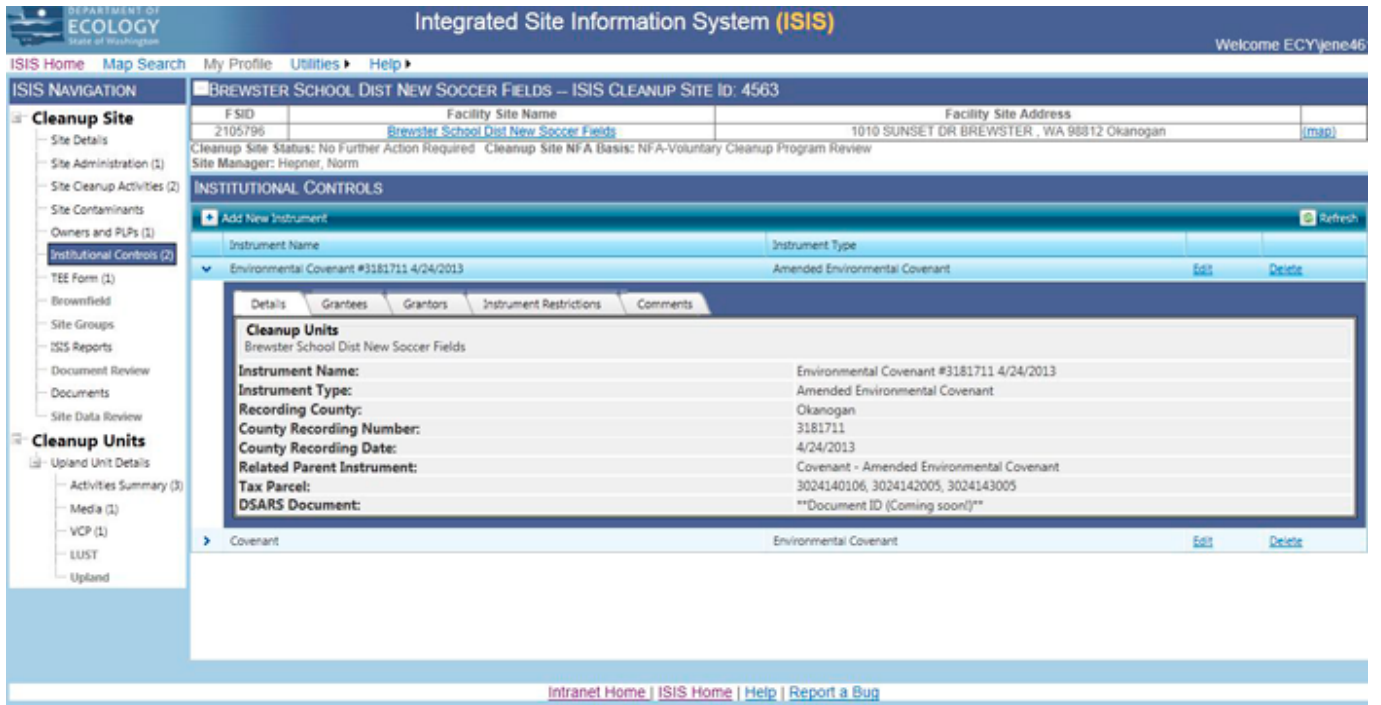 DEPARTMENT OF
ECOLOGY
State of Washington
Integrated Site Information System (ISIS)
Welcome ECY\jene46
ISIS Home Map Search My Profile Utilities Help
ISIS NAVIGATION
Cleanup Site
Site Details
Site Administration (1)
Site Cleanup Activities (2)
Site Contaminants
Owners and PLPs (1)
Institutional Controls (2)
TEE Form (1)
Brownfield
Site Groups
ISIS Reports
Document Review
Documents
Site Data Review
Cleanup Units
Upland Unit Details
Activities Summary (3)
Media (1)
VCP (1)
LUST
Upland
BREWSTER SCHOOL DIST NEW SOCCER FIELDS -- ISIS CLEANUP SITE ID: 4563
FSID Facility Site Name Facility Site Address
2105796 Brewster School Dist New Soccer Fields 1010 SUNSET DR BREWSTER , WA 98812 Okanogan (map)
Cleanup Site Status: No Further Action Required Cleanup Site NFA Basis: NFA-Voluntary Cleanup Program Review
Site Manager: Hepner, Norm
INSTITUTIONAL CONTROLS
Add New Instrument Refresh
Instrument Name Instrument Type
Environmental Covenant #3181711 4/24/2013 Amended Environmental Covenant Edit Delete
Details Grantees Grantors Instrument Restrictions Comments
Cleanup Units
Brewster School Dist New Soccer Fields
Instrument Name: Environmental Covenant #3181711 4/24/2013
Instrument Type: Amended Environmental Covenant
Recording County: Okanogan
County Recording Number: 3181711
County Recording Date: 4/24/2013
Related Parent Instrument: Covenant - Amended Environmental Covenant
Tax Parcel: 3024140106, 3024142005, 3024143005
DSARS Document: **Document ID (Coming soon!)**
Covenant Environmental Covenant Edit Delete
Intranet Home | ISIS Home | Help | Report a Bug